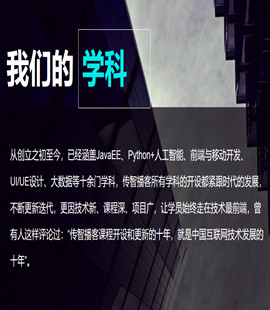 我们的 学科
从创立之初至今，已经涵盖JavaEE、Python+人工智能、前端与移动开发、
UI/UE设计、大数据等十余门学科，传智播客所有学科的开设都紧跟时代的发展，
不断更新迭代，更因技术新、课程深、项目广，让学员始终走在技术最前端，曾
有人这样评论过：“传智播客课程开设和更新的十年，就是中国互联网技术发展的
十年”。